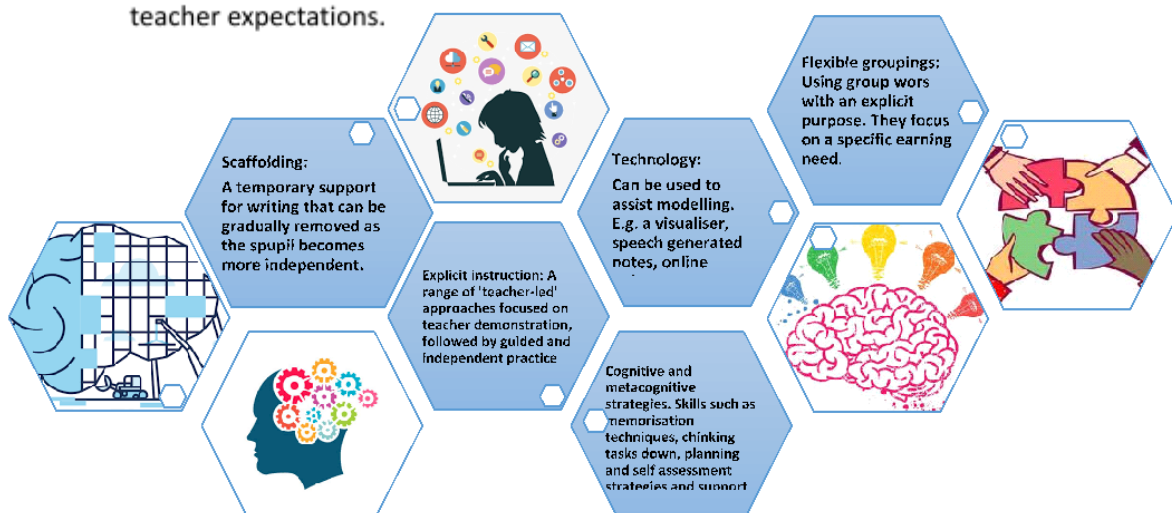 teacher expectations.
Scaffolding:
A temporary support
for writing that can be
gradually removed as
the spupil becomes
more independent.
Explicit instruction: A
range of 'teacher-led'
approaches focused on
teacher demonstration,
followed by guided and
independent practice
Technology:
Can be used to
assist modelling.
E.g. a visualiser,
speech generated
notes, online
Cognitive and
metacognitive
strategies. Skills such as
memorisation
techniques, chinking
tasks down, planning
and self assessment
strategies and support
Flexible groupings:
Using group wors
with an explicit
purpose. They focus
on a specific earning
need.